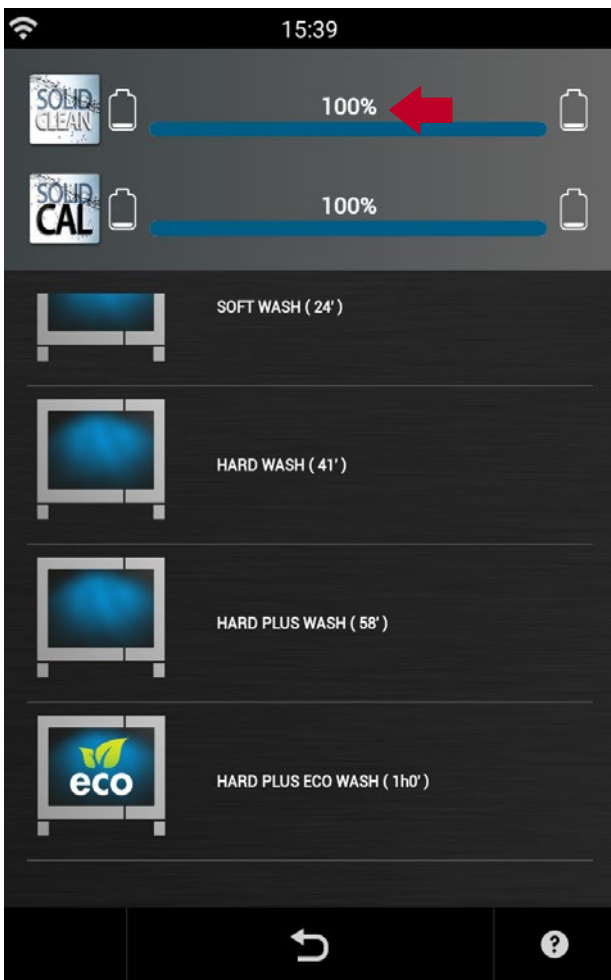 15:39
SOLID
CLEAN
100%
SOLID
CAL
100%
SOFT WASH ( 24' )
HARD WASH ( 41' )
HARD PLUS WASH ( 58' )
eco
HARD PLUS ECO WASH ( 1h0' )
?